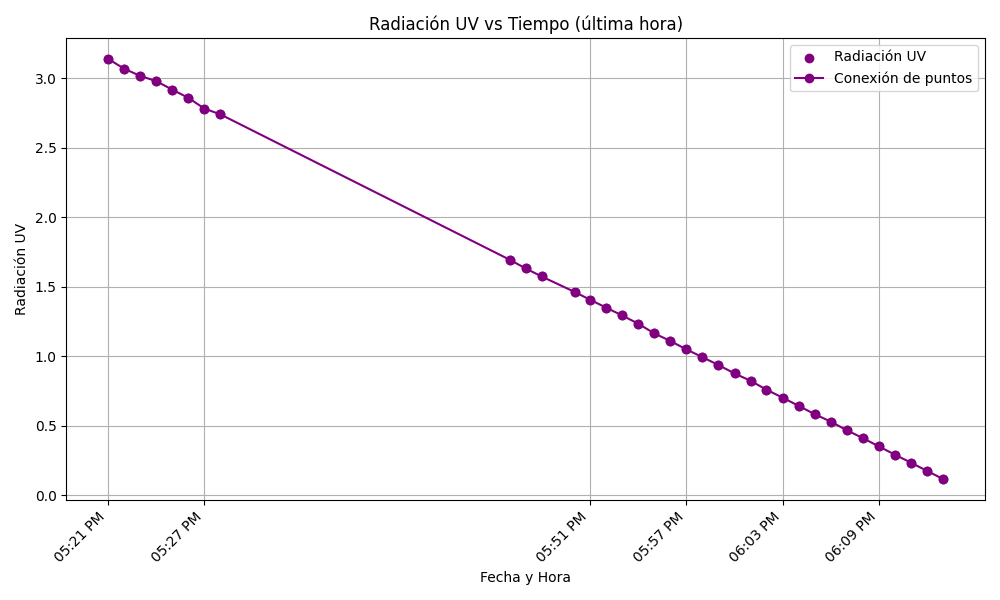 Radiación UV vs Tiempo (última hora)
Radiación UV
Conexión de puntos
Radiación UV
3.0
2.5
2.0
1.5
1.0
0.5
0.0
05:21 PM
05:27 PM
05:51 PM
05:57 PM
06:03 PM
06:09 PM
Fecha y Hora